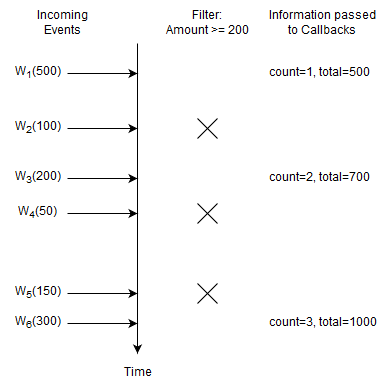 Incoming Events
Filter: Amount >= 200
Information passed to Callbacks
W1(500)
count=1, total=500
W2(100)
W3(200)
count=2, total=700
W4(50)
W5(150)
W6(300)
count=3, total=1000
Time